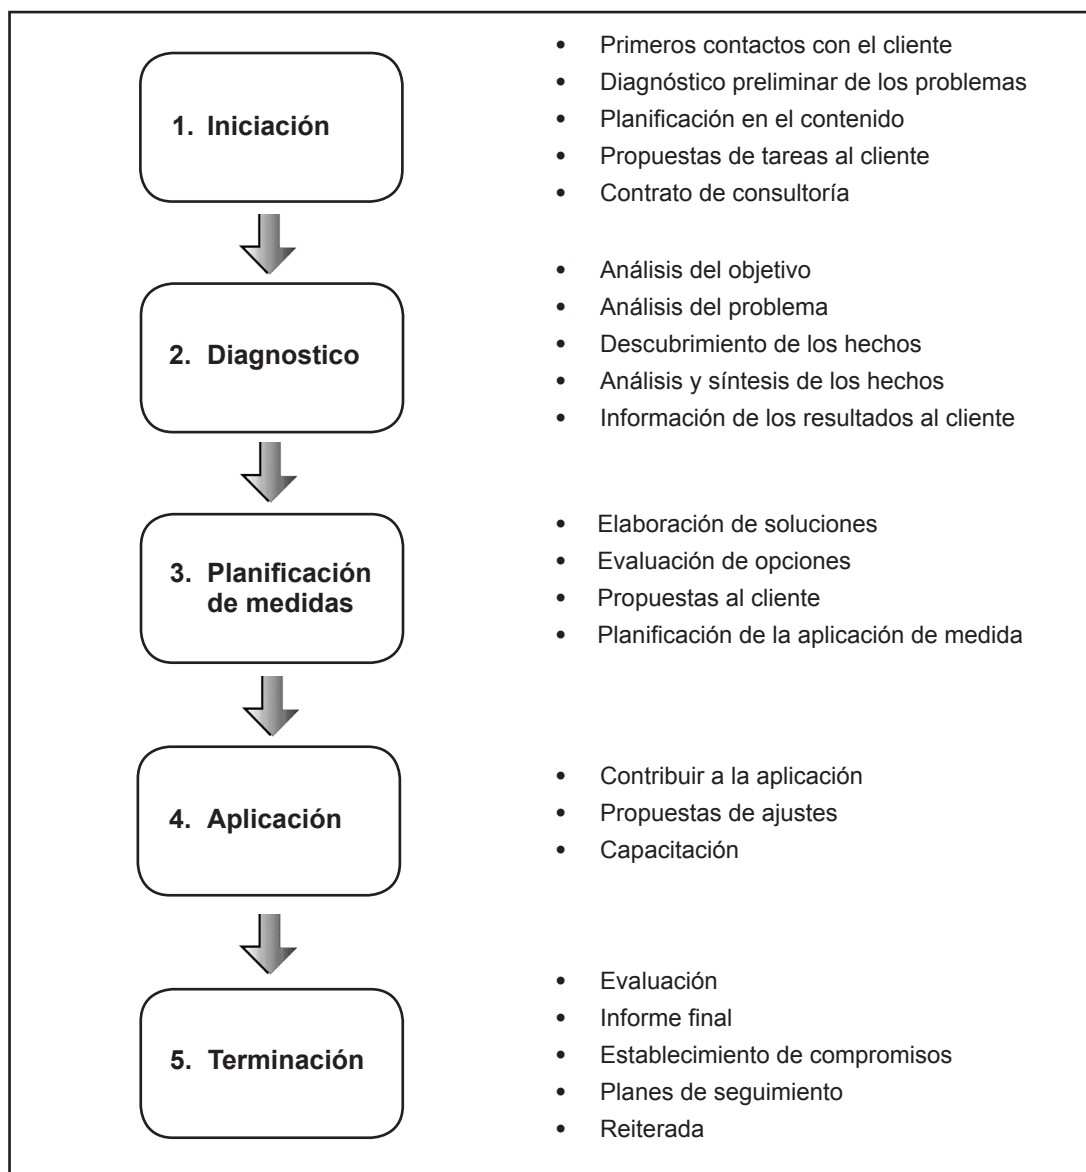 1. Iniciación
• Primeros contactos con el cliente
• Diagnóstico preliminar de los problemas
• Planificación en el contenido
• Propuestas de tareas al cliente
• Contrato de consultoría
2. Diagnostico
• Análisis del objetivo
• Análisis del problema
• Descubrimiento de los hechos
• Análisis y síntesis de los hechos
• Información de los resultados al cliente
3. Planificación
de medidas
• Elaboración de soluciones
• Evaluación de opciones
• Propuestas al cliente
• Planificación de la aplicación de medida
4. Aplicación
• Contribuir a la aplicación
• Propuestas de ajustes
• Capacitación
5. Terminación
• Evaluación
• Informe final
• Establecimiento de compromisos
• Planes de seguimiento
• Reiterada